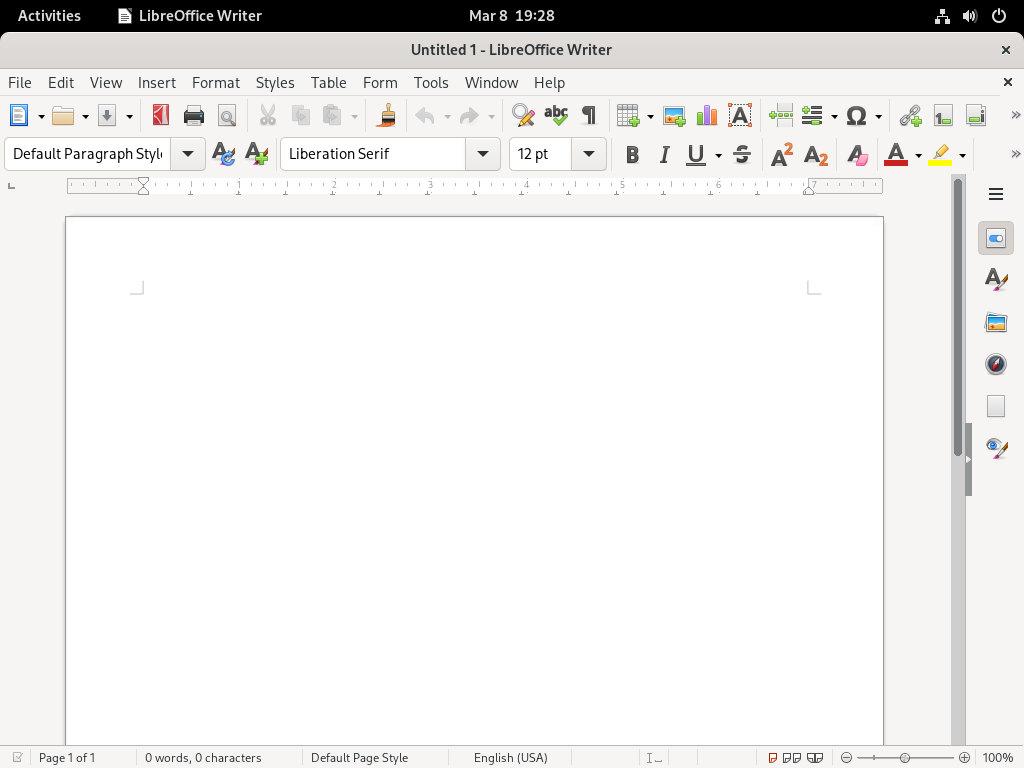 Activities LibreOffice Writer Mar 8 19:28
Untitled 1 - LibreOffice Writer
File Edit View Insert Format Styles Table Form Tools Window Help
Default Paragraph Style Liberation Serif 12 pt
1 2 3 4 5 6 7
Page 1 of 1 0 words, 0 characters Default Page Style English (USA) 100%